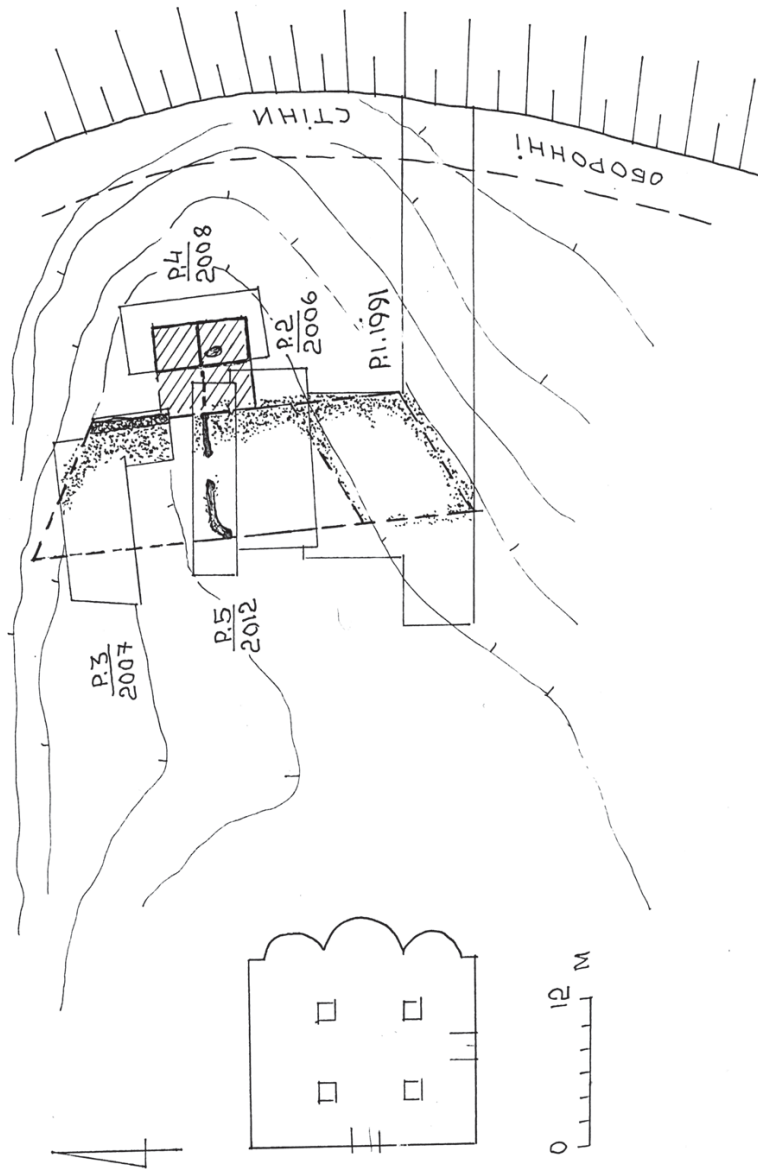 ОБОРОННІ
СТІНИ
Р.4
2008
Р.2
2006
Р.1.1991
Р.3
2007
Р.5
2012
0 12 М